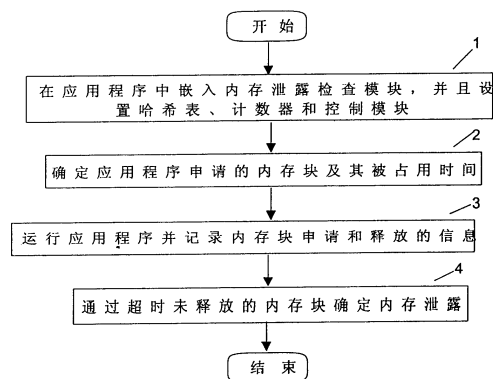 开始
1
在应用程序中嵌入内存泄露检查模块，并且设
置哈希表、计数器和控制模块
2
确定应用程序申请的内存块及其被占用时间
3
运行应用程序并记录内存块申请和释放的信息
4
通过超时未释放的内存块确定内存泄露
结束